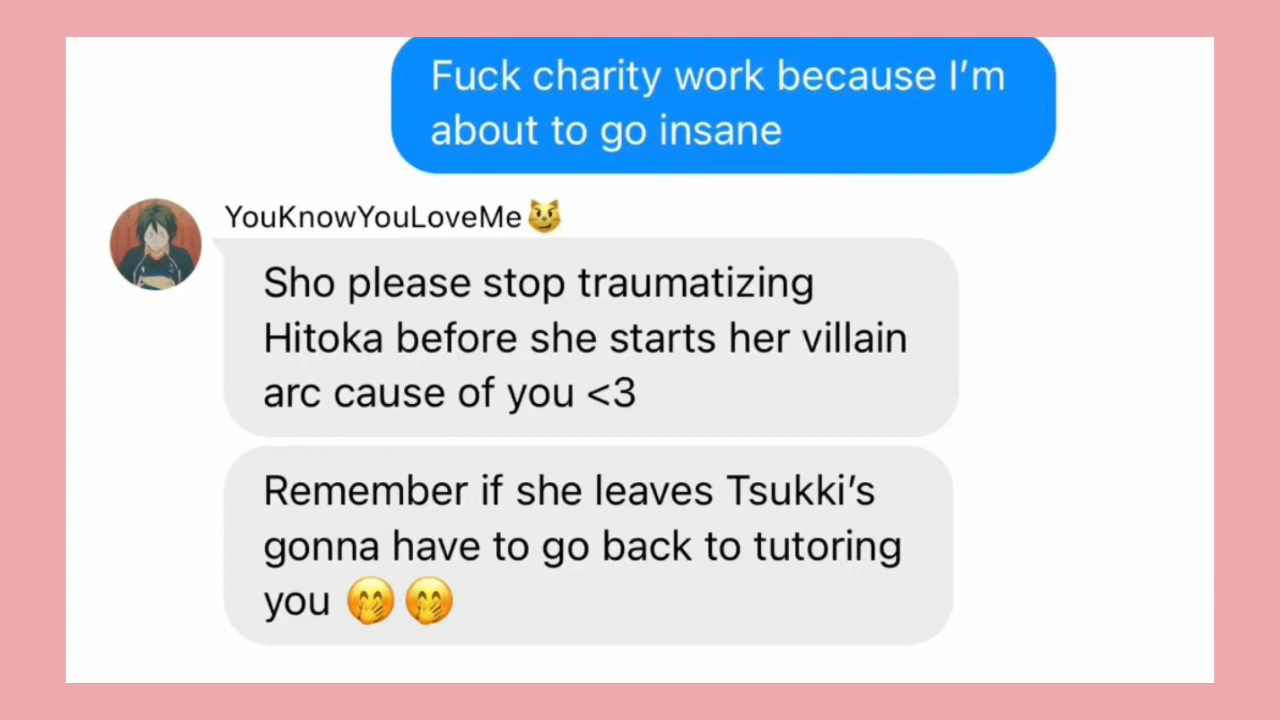 Fuck charity work because I’m
about to go insane
YouKnowYouLoveMe😼
Sho please stop traumatizing
Hitoka before she starts her villain
arc cause of you <3
Remember if she leaves Tsukki’s
gonna have to go back to tutoring
you 🤭🤭